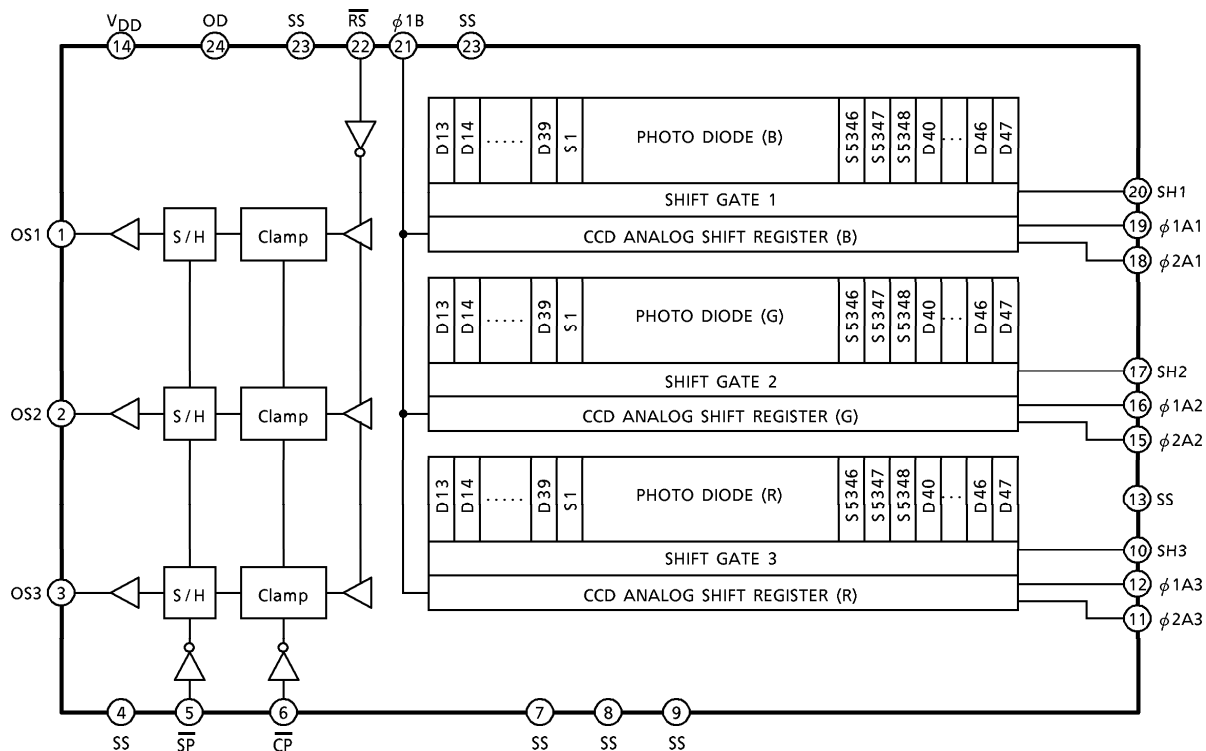 V_DD OD SS R̅S̅ ϕ1B SS
14 24 23 22 21 23
D13 D14 ..... D39 S1 PHOTO DIODE (B) S5346 S5347 S5348 D40 ... D46 D47
SHIFT GATE 1
20 SH1
CCD ANALOG SHIFT REGISTER (B)
19 ϕ1A1
18 ϕ2A1
OS1 1 S/H Clamp
D13 D14 ..... D39 S1 PHOTO DIODE (G) S5346 S5347 S5348 D40 ... D46 D47
SHIFT GATE 2
17 SH2
CCD ANALOG SHIFT REGISTER (G)
16 ϕ1A2
15 ϕ2A2
OS2 2 S/H Clamp
D13 D14 ..... D39 S1 PHOTO DIODE (R) S5346 S5347 S5348 D40 ... D46 D47
13 SS
SHIFT GATE 3
10 SH3
CCD ANALOG SHIFT REGISTER (R)
12 ϕ1A3
11 ϕ2A3
OS3 3 S/H Clamp
4 5 6 7 8 9
SS S̅P̅ C̅P̅ SS SS SS